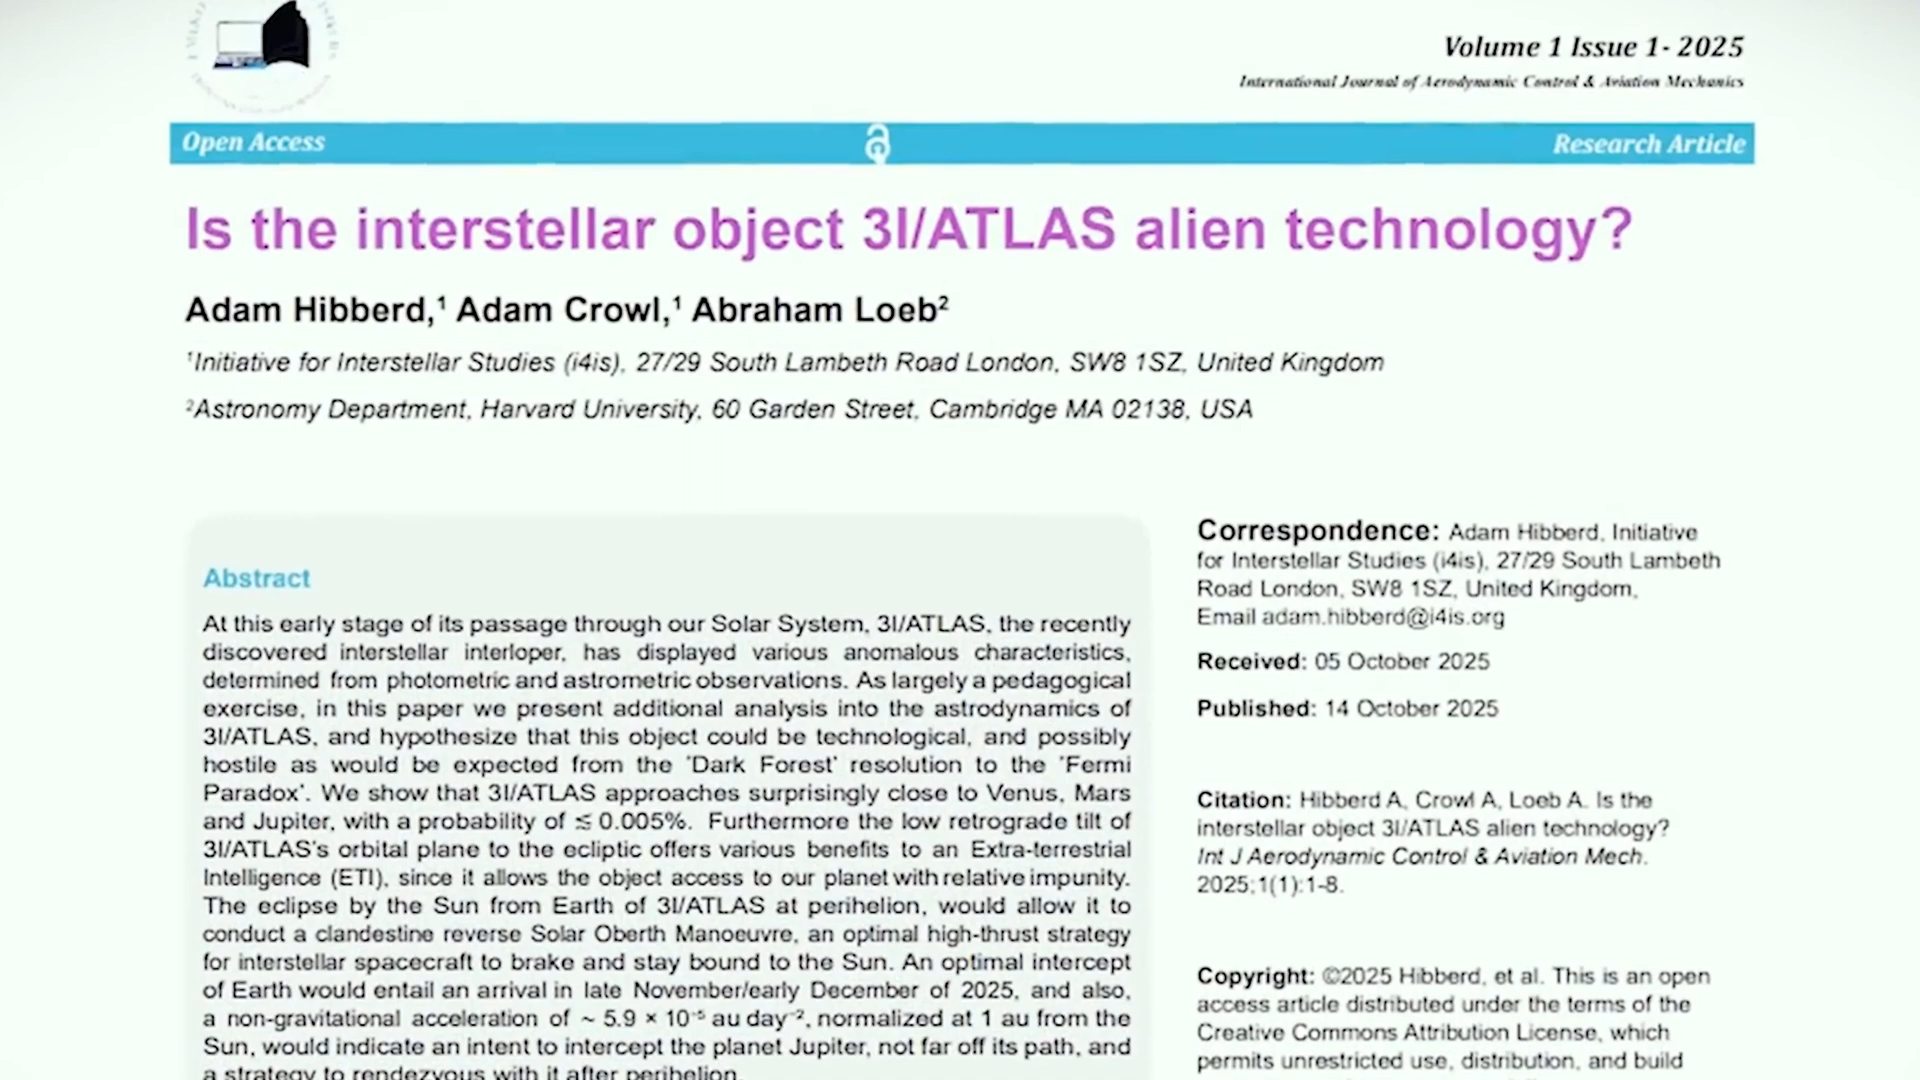 Volume 1 Issue 1- 2025
International Journal of Aerodynamic Control & Aviation Mechanics
Open Access
Research Article
Is the interstellar object 3I/ATLAS alien technology?
Adam Hibberd,¹ Adam Crowl,¹ Abraham Loeb²
¹Initiative for Interstellar Studies (i4is), 27/29 South Lambeth Road London, SW8 1SZ, United Kingdom
²Astronomy Department, Harvard University, 60 Garden Street, Cambridge MA 02138, USA
Abstract
At this early stage of its passage through our Solar System, 3I/ATLAS, the recently
discovered interstellar interloper, has displayed various anomalous characteristics,
determined from photometric and astrometric observations. As largely a pedagogical
exercise, in this paper we present additional analysis into the astrodynamics of
3I/ATLAS, and hypothesize that this object could be technological, and possibly
hostile as would be expected from the 'Dark Forest' resolution to the 'Fermi
Paradox'. We show that 3I/ATLAS approaches surprisingly close to Venus, Mars
and Jupiter, with a probability of ≤ 0.005%. Furthermore the low retrograde tilt of
3I/ATLAS's orbital plane to the ecliptic offers various benefits to an Extra-terrestrial
Intelligence (ETI), since it allows the object access to our planet with relative impunity.
The eclipse by the Sun from Earth of 3I/ATLAS at perihelion, would allow it to
conduct a clandestine reverse Solar Oberth Manoeuvre, an optimal high-thrust strategy
for interstellar spacecraft to brake and stay bound to the Sun. An optimal intercept
of Earth would entail an arrival in late November/early December of 2025, and also,
a non-gravitational acceleration of ~ 5.9 × 10⁻⁵ au day⁻², normalized at 1 au from the
Sun, would indicate an intent to intercept the planet Jupiter, not far off its path, and
a strategy to rendezvous with it after perihelion.
Correspondence: Adam Hibberd, Initiative
for Interstellar Studies (i4is), 27/29 South Lambeth
Road London, SW8 1SZ, United Kingdom,
Email adam.hibberd@i4is.org
Received: 05 October 2025
Published: 14 October 2025
Citation: Hibberd A, Crowl A, Loeb A. Is the
interstellar object 3I/ATLAS alien technology?
Int J Aerodynamic Control & Aviation Mech.
2025;1(1):1-8.
Copyright: ©2025 Hibberd, et al. This is an open
access article distributed under the terms of the
Creative Commons Attribution License, which
permits unrestricted use, distribution, and build